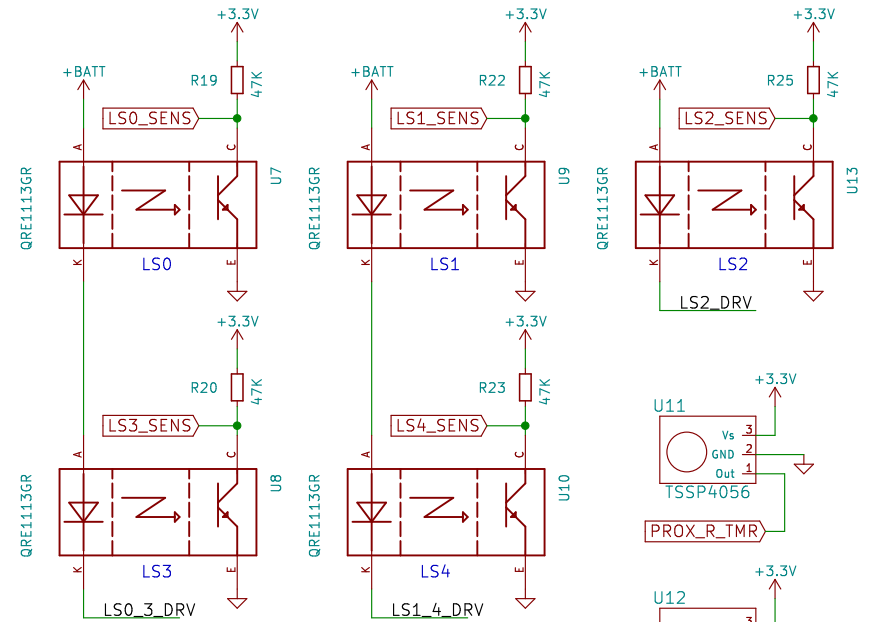 +3.3V +3.3V +3.3V
+BATT R19 47K +BATT R22 47K +BATT R25 47K
LS0_SENS LS1_SENS LS2_SENS
A C A C A C
QRE1113GR U7 QRE1113GR U9 QRE1113GR U13
K E K E K E
LS0 LS1 LS2
LS2_DRV
+3.3V +3.3V
R20 47K R23 47K
+3.3V
U11
LS3_SENS LS4_SENS
Vs 3
GND 2
Out 1
TSSP4056
A C A C
QRE1113GR U8 QRE1113GR U10
PROX_R_TMR
K E K E
LS3 LS4
+3.3V
LS0_3_DRV LS1_4_DRV
U12
3